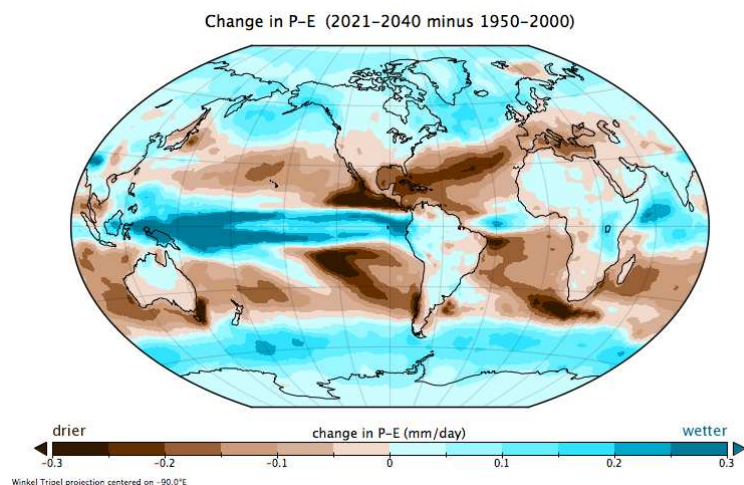 Change in P-E (2021-2040 minus 1950-2000)
drier change in P-E (mm/day) wetter
-0.3 -0.2 -0.1 0 0.1 0.2 0.3
Winkel Tripel projection centered on -90.0°E